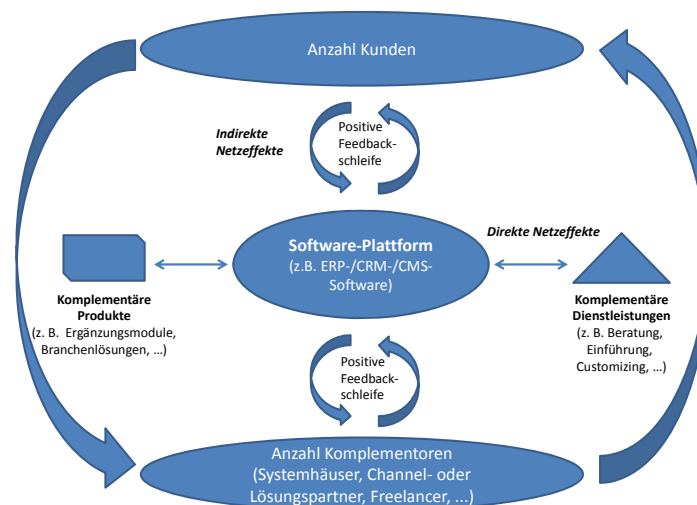 Anzahl Kunden
Indirekte
Netzeffekte
Positive
Feedback-
schleife
Direkte Netzeffekte
Software-Plattform
(z.B. ERP-/CRM-/CMS-
Software)
Komplementäre
Produkte
(z. B. Ergänzungsmodule,
Branchenlösungen, ...)
Komplementäre
Dienstleistungen
(z. B. Beratung,
Einführung,
Customizing, ...)
Positive
Feedback-
schleife
Anzahl Komplementoren
(Systemhäuser, Channel- oder
Lösungspartner, Freelancer, ...)